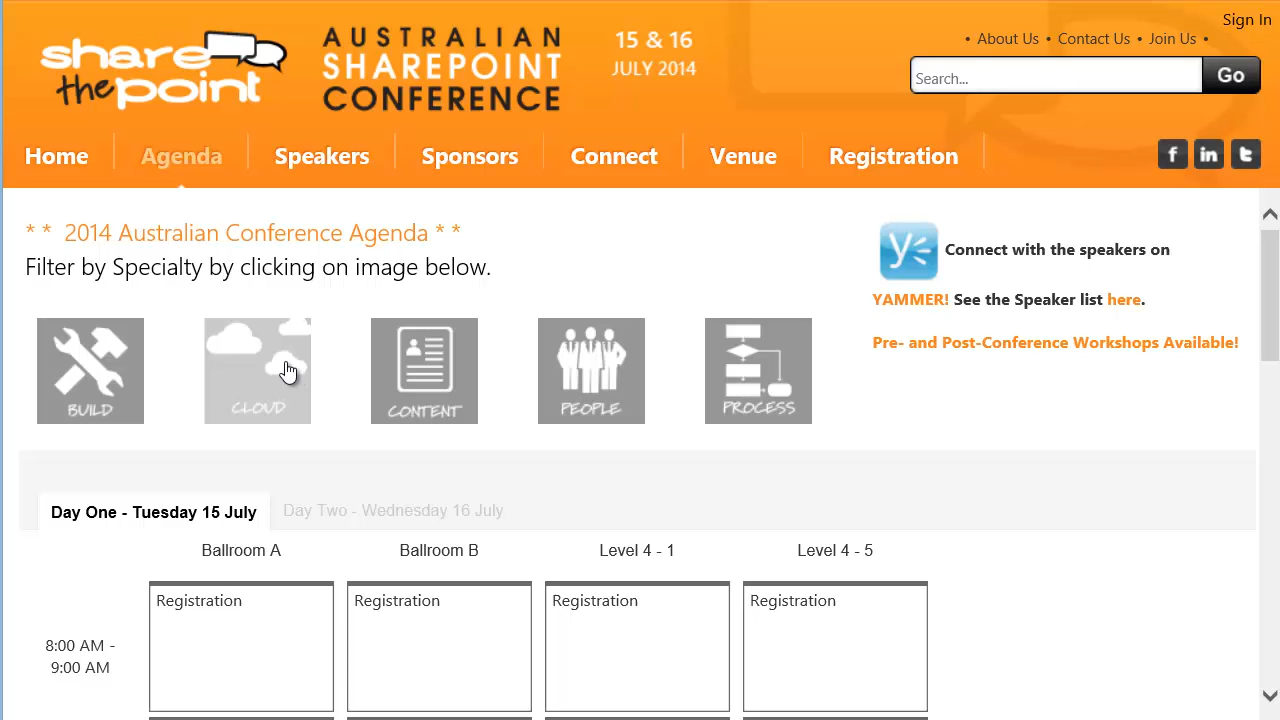 Sign In
• About Us • Contact Us • Join Us •
share
the point
AUSTRALIAN
SHAREPOINT
CONFERENCE
15 & 16
JULY 2014
Search...
Go
Home
Agenda
Speakers
Sponsors
Connect
Venue
Registration
f
in
t
* * 2014 Australian Conference Agenda * *
Filter by Specialty by clicking on image below.
Connect with the speakers on
YAMMER! See the Speaker list here.
Pre- and Post-Conference Workshops Available!
BUILD
CLOUD
CONTENT
PEOPLE
PROCESS
Day One - Tuesday 15 July
Day Two - Wednesday 16 July
Ballroom A
Ballroom B
Level 4 - 1
Level 4 - 5
8:00 AM -
9:00 AM
Registration
Registration
Registration
Registration